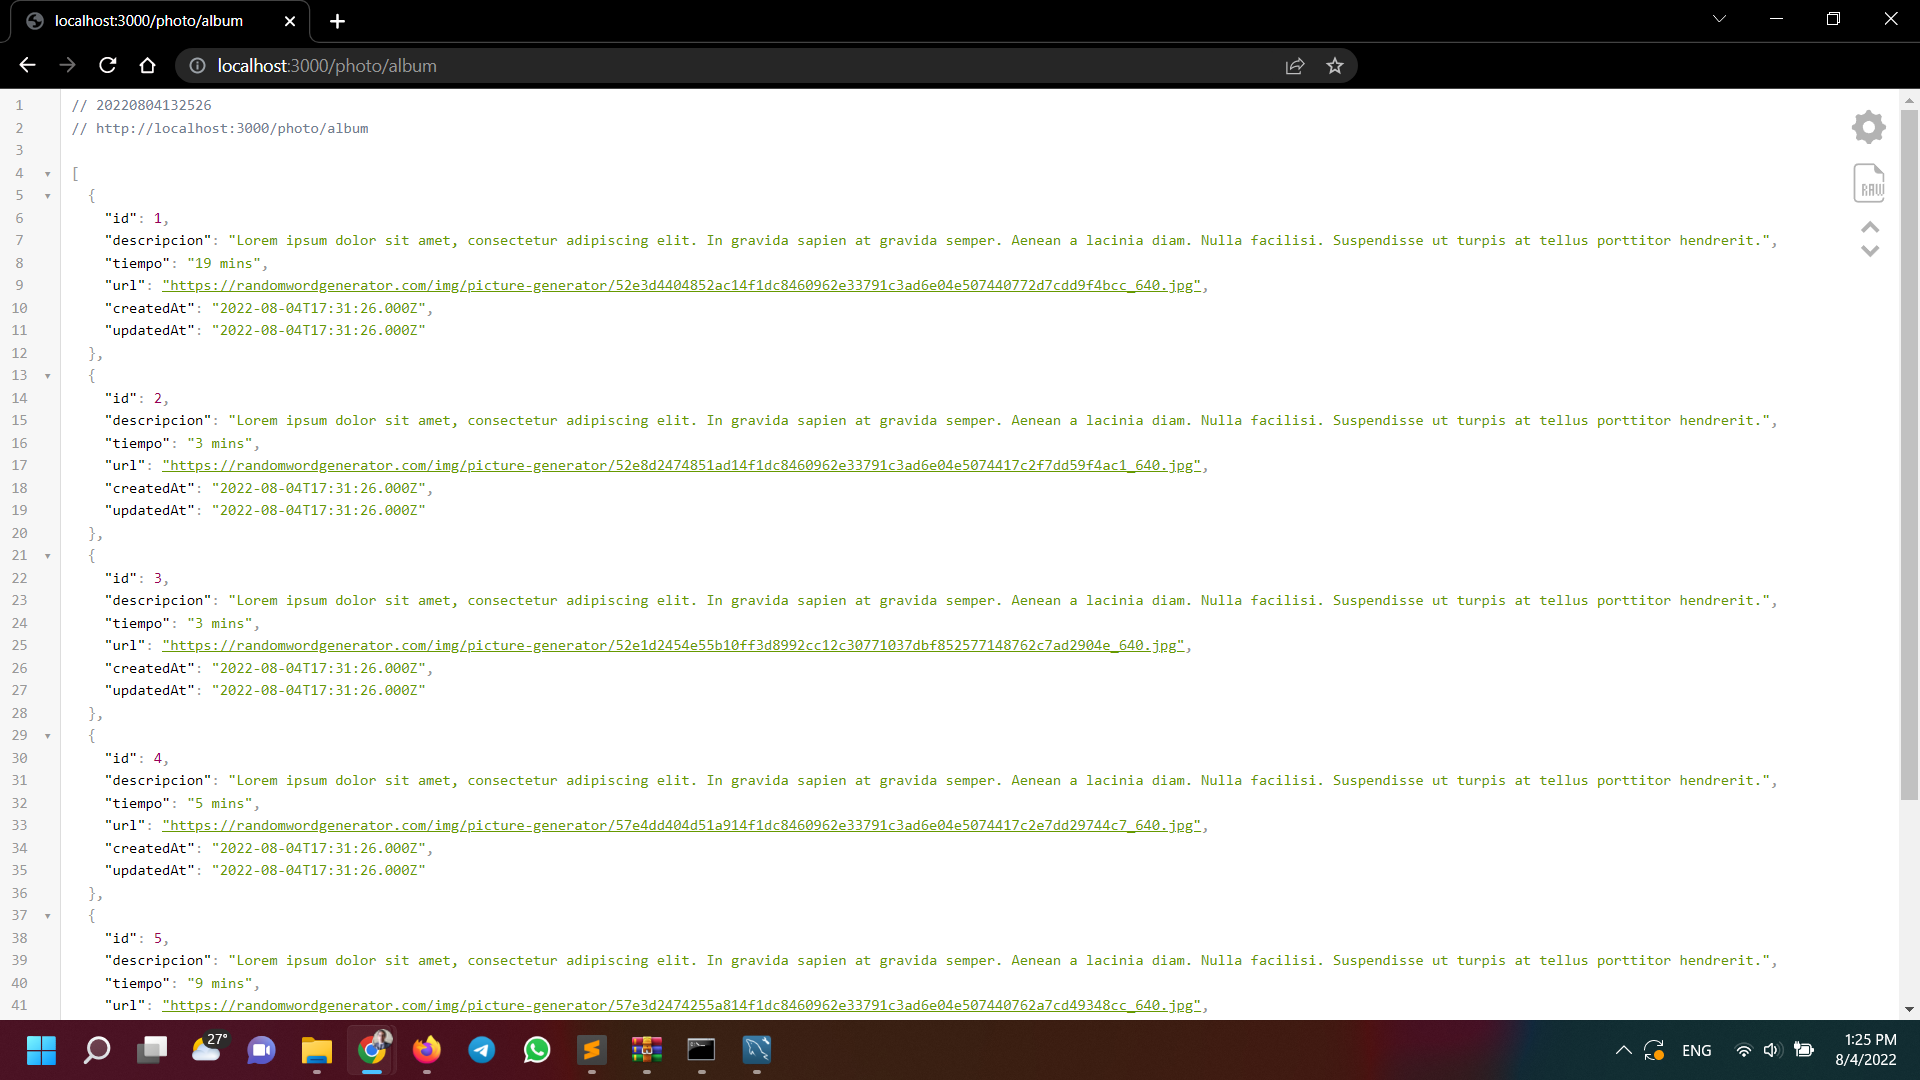 localhost:3000/photo/album
localhost:3000/photo/album
1 // 20220804132526
2 // http://localhost:3000/photo/album
3
4 [
5 {
6 "id": 1,
7 "descripcion": "Lorem ipsum dolor sit amet, consectetur adipiscing elit. In gravida sapien at gravida semper. Aenean a lacinia diam. Nulla facilisi. Suspendisse ut turpis at tellus porttitor hendrerit.",
8 "tiempo": "19 mins",
9 "url": "https://randomwordgenerator.com/img/picture-generator/52e3d4404852ac14f1dc8460962e33791c3ad6e04e507440772d7cdd9f4bcc_640.jpg",
10 "createdAt": "2022-08-04T17:31:26.000Z",
11 "updatedAt": "2022-08-04T17:31:26.000Z"
12 },
13 {
14 "id": 2,
15 "descripcion": "Lorem ipsum dolor sit amet, consectetur adipiscing elit. In gravida sapien at gravida semper. Aenean a lacinia diam. Nulla facilisi. Suspendisse ut turpis at tellus porttitor hendrerit.",
16 "tiempo": "3 mins",
17 "url": "https://randomwordgenerator.com/img/picture-generator/52e8d2474851ad14f1dc8460962e33791c3ad6e04e5074417c2f7dd59f4ac1_640.jpg",
18 "createdAt": "2022-08-04T17:31:26.000Z",
19 "updatedAt": "2022-08-04T17:31:26.000Z"
20 },
21 {
22 "id": 3,
23 "descripcion": "Lorem ipsum dolor sit amet, consectetur adipiscing elit. In gravida sapien at gravida semper. Aenean a lacinia diam. Nulla facilisi. Suspendisse ut turpis at tellus porttitor hendrerit.",
24 "tiempo": "3 mins",
25 "url": "https://randomwordgenerator.com/img/picture-generator/52e1d2454e55b10ff3d8992cc12c30771037dbf852577148762c7ad2904e_640.jpg",
26 "createdAt": "2022-08-04T17:31:26.000Z",
27 "updatedAt": "2022-08-04T17:31:26.000Z"
28 },
29 {
30 "id": 4,
31 "descripcion": "Lorem ipsum dolor sit amet, consectetur adipiscing elit. In gravida sapien at gravida semper. Aenean a lacinia diam. Nulla facilisi. Suspendisse ut turpis at tellus porttitor hendrerit.",
32 "tiempo": "5 mins",
33 "url": "https://randomwordgenerator.com/img/picture-generator/57e4dd404d51a914f1dc8460962e33791c3ad6e04e5074417c2e7dd29744c7_640.jpg",
34 "createdAt": "2022-08-04T17:31:26.000Z",
35 "updatedAt": "2022-08-04T17:31:26.000Z"
36 },
37 {
38 "id": 5,
39 "descripcion": "Lorem ipsum dolor sit amet, consectetur adipiscing elit. In gravida sapien at gravida semper. Aenean a lacinia diam. Nulla facilisi. Suspendisse ut turpis at tellus porttitor hendrerit.",
40 "tiempo": "9 mins",
41 "url": "https://randomwordgenerator.com/img/picture-generator/57e3d2474255a814f1dc8460962e33791c3ad6e04e507440762a7cd49348cc_640.jpg",
RAW
27°
ENG
1:25 PM
8/4/2022